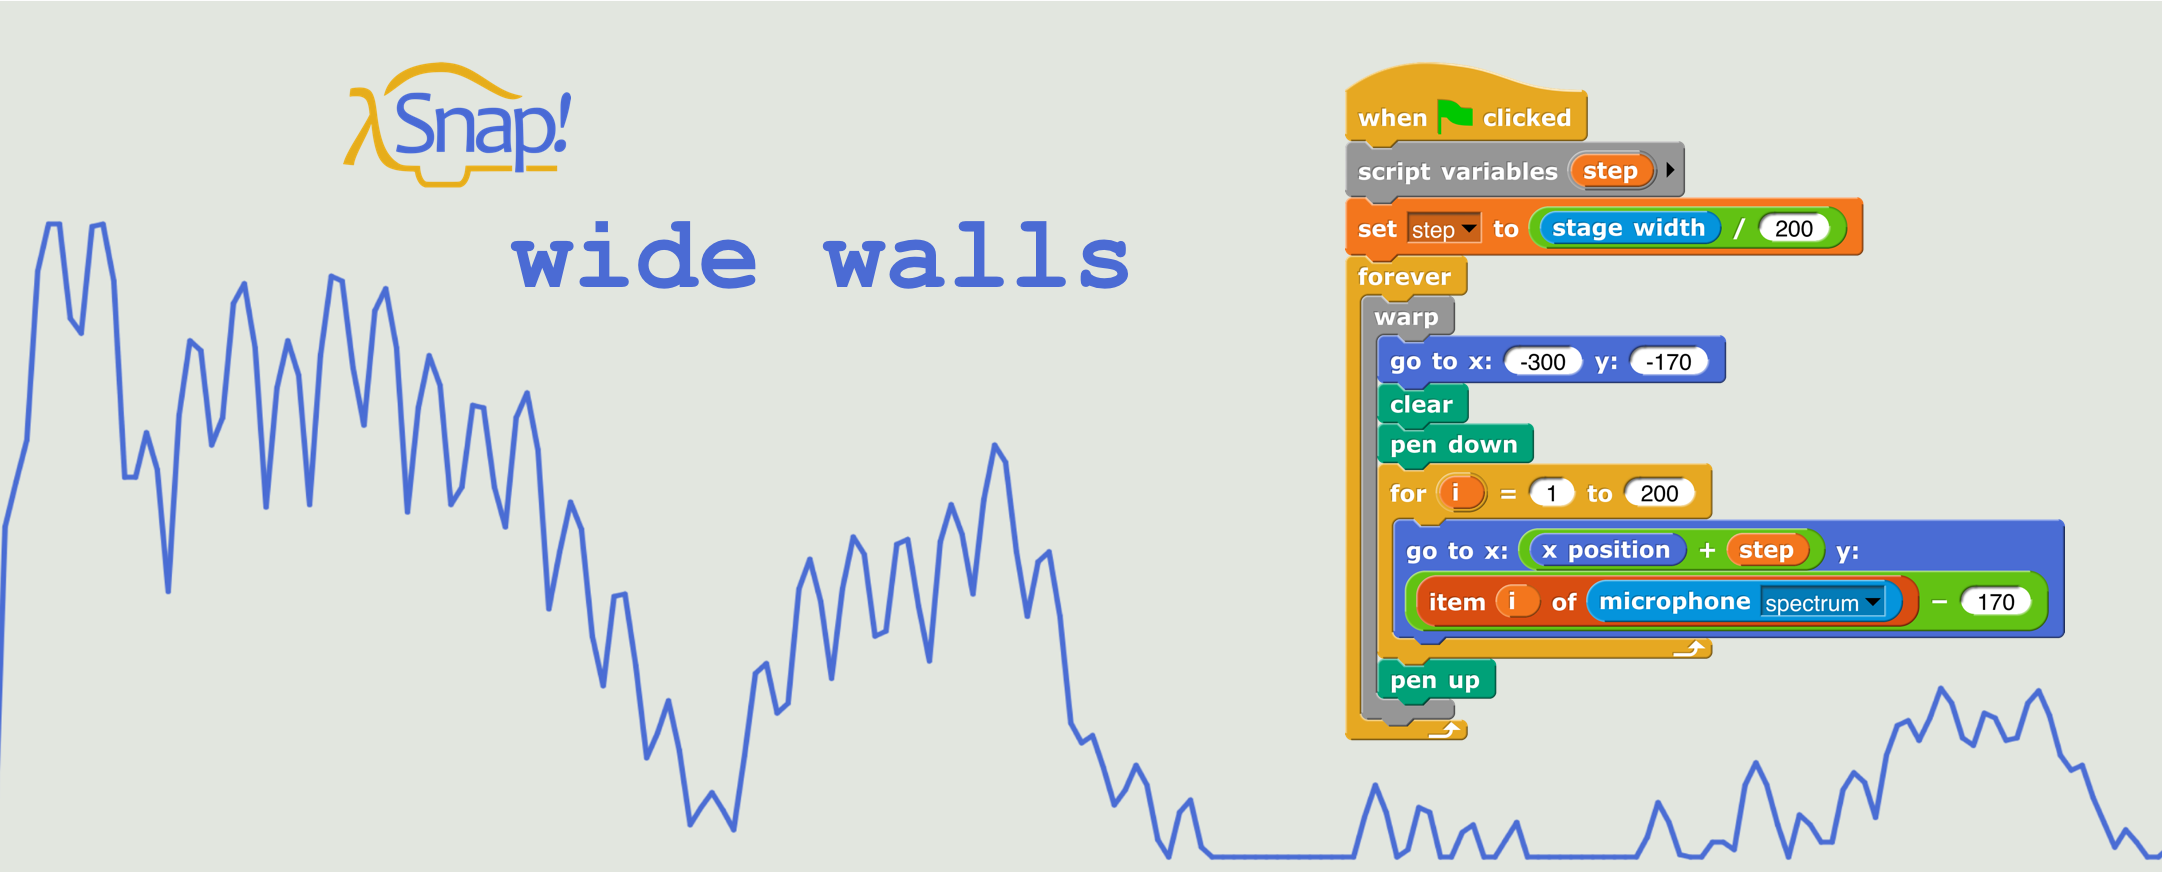 λSnap!
wide walls
when clicked
script variables step
set step to stage width / 200
forever
warp
go to x: -300 y: -170
clear
pen down
for i = 1 to 200
go to x: x position + step y:
item i of microphone spectrum - 170
pen up